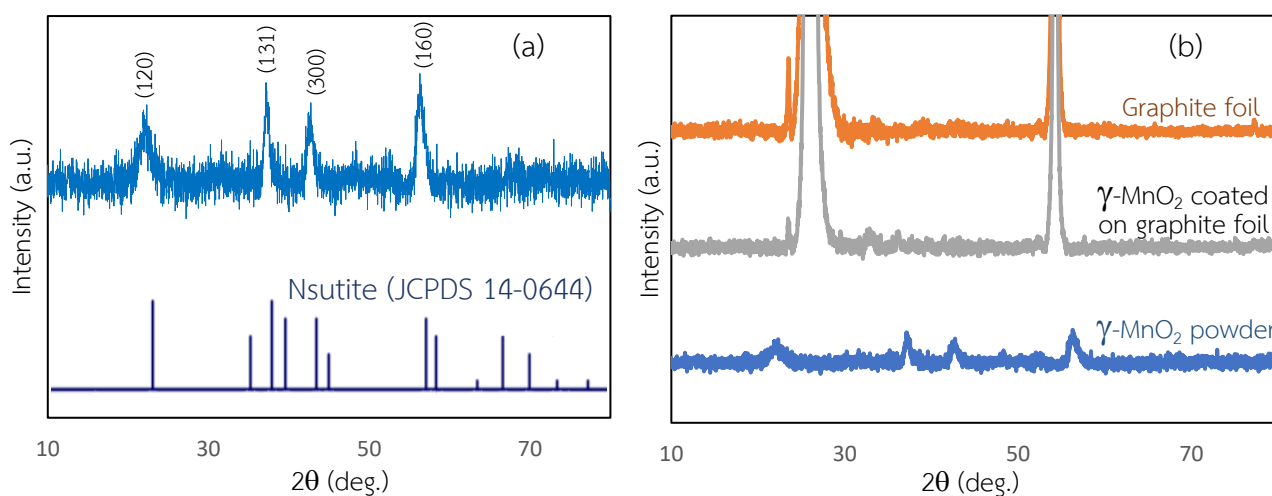 (a)
(120)
(131)
(300)
(160)
Nsutite (JCPDS 14-0644)
Intensity (a.u.)
10
30
50
70
2θ (deg.)
(b)
Graphite foil
γ-MnO₂ coated
on graphite foil
γ-MnO₂ powder
Intensity (a.u.)
10
30
50
70
2θ (deg.)